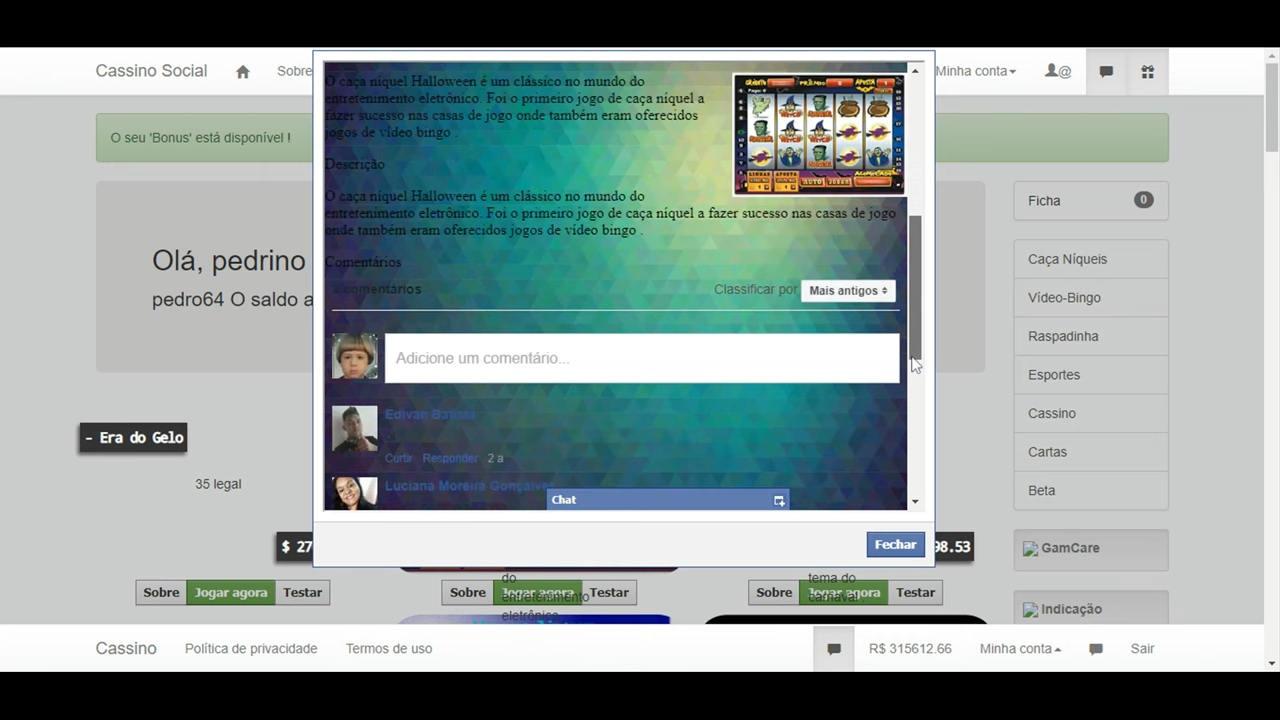 Cassino Social
Sobre
Minha conta
@
O seu 'Bonus' está disponível !
Olá, pedrino
pedro64 O saldo a
- Era do Gelo
35 legal
$ 27
98.53
Sobre
Jogar agora
Testar
Sobre
Jogar agora
Testar
Sobre
Jogar agora
Testar
do
entretenimento
eletrônico
tema do
carnaval
O caça níquel Halloween é um clássico no mundo do
entretenimento eletrônico. Foi o primeiro jogo de caça níquel a
fazer sucesso nas casas de jogo onde também eram oferecidos
jogos de vídeo bingo .
Descrição
O caça níquel Halloween é um clássico no mundo do
entretenimento eletrônico. Foi o primeiro jogo de caça níquel a fazer sucesso nas casas de jogo
onde também eram oferecidos jogos de vídeo bingo .
Comentários
comentários
Classificar por
Mais antigos
Adicione um comentário...
Edivan Batista
Curtir Responder 2 a
Luciana Moreira Gonçalves
Chat
Fechar
Ficha
0
Caça Níqueis
Vídeo-Bingo
Raspadinha
Esportes
Cassino
Cartas
Beta
GamCare
Indicação
Cassino
Política de privacidade
Termos de uso
R$ 315612.66
Minha conta
Sair